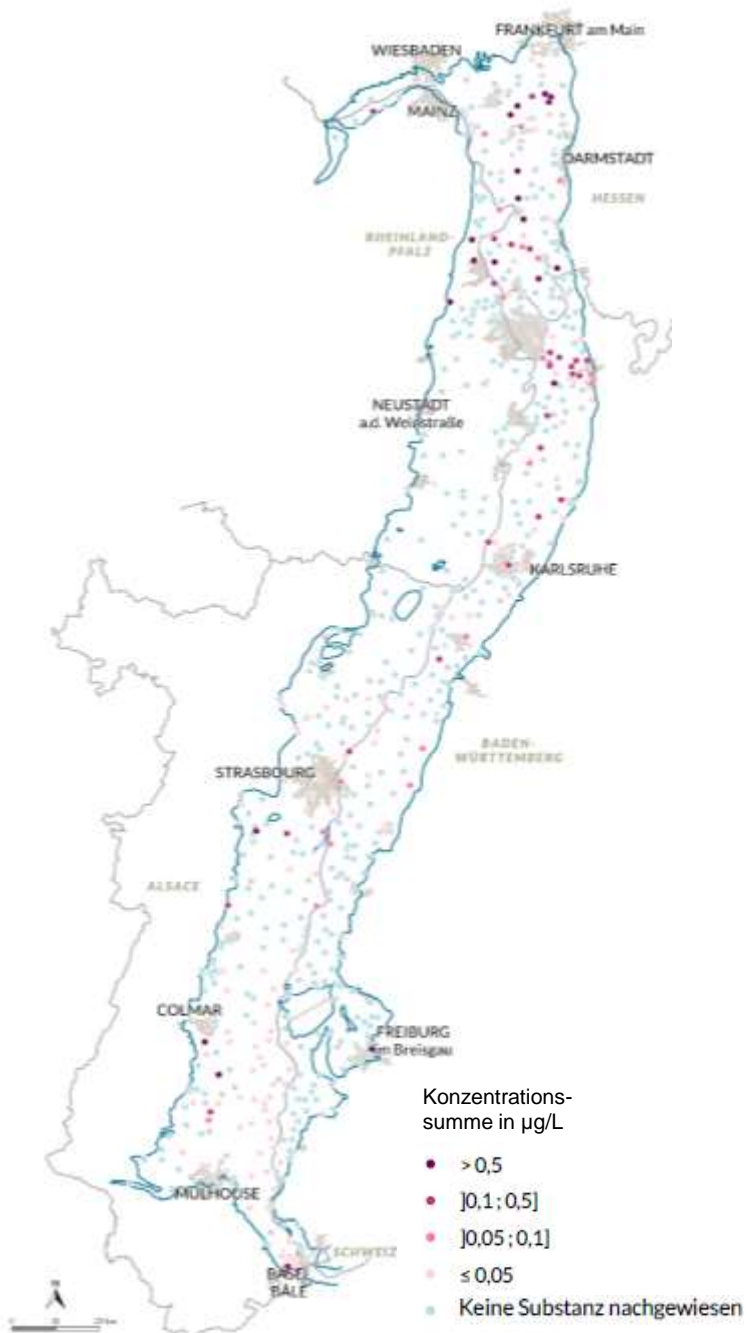 FRANKFURT am Main
WIESBADEN
MAINZ
DARMSTADT
HESSEN
RHEINLAND-
PFALZ
NEUSTADT
a.d. Weinstraße
KARLSRUHE
BADEN-
WÜRTTEMBERG
STRASBOURG
ALSACE
COLMAR
FREIBURG
im Breisgau
Konzentrations-
summe in µg/L
> 0,5
]0,1 ; 0,5]
]0,05 ; 0,1]
≤ 0,05
Keine Substanz nachgewiesen
MULHOUSE
SCHWEIZ
BASEL
BÂLE
N
0